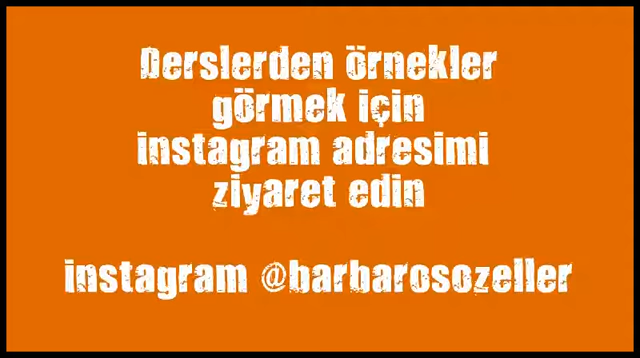 Derslerden örnekler
görmek için
instagram adresimi
ziyaret edin
instagram @barbarosozeller